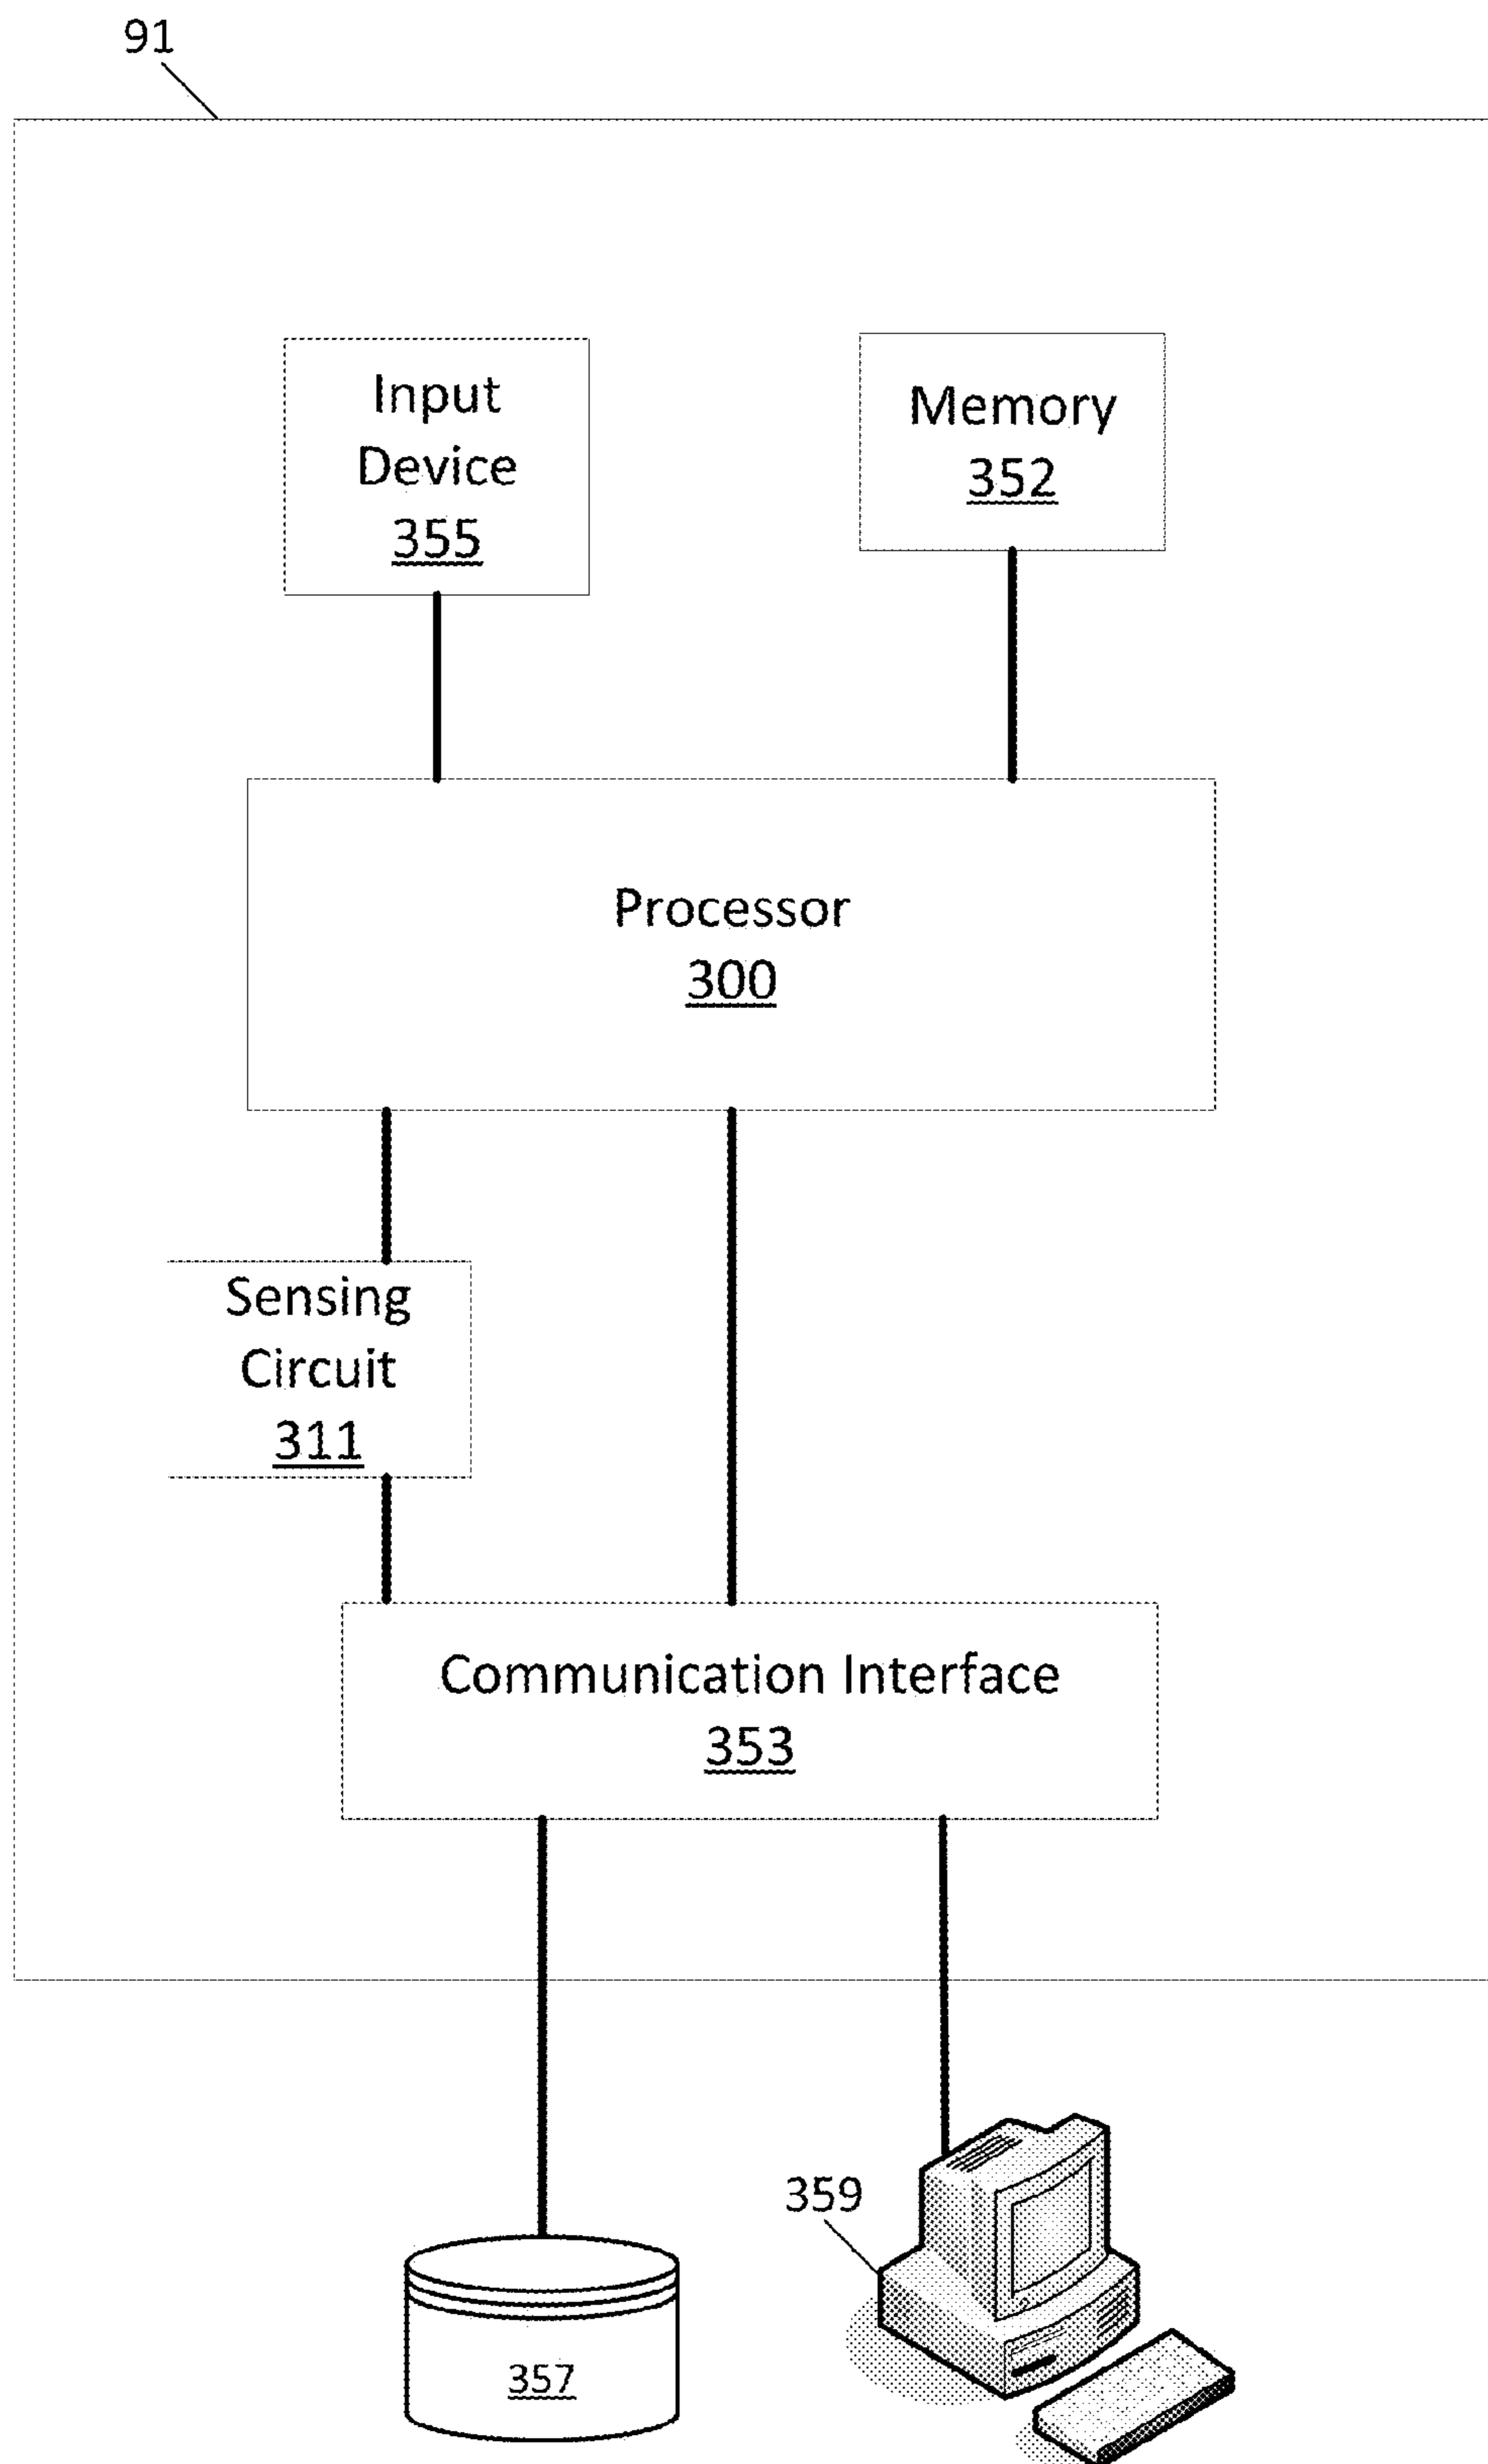 91
Input
Device
355
Memory
352
Processor
300
Sensing
Circuit
311
Communication Interface
353
359
357